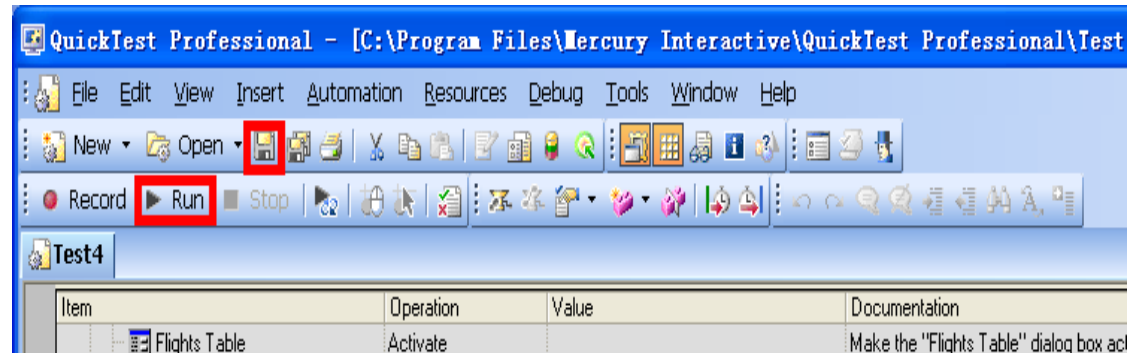 QuickTest Professional - [C:\Program Files\Mercury Interactive\QuickTest Professional\Test
File Edit View Insert Automation Resources Debug Tools Window Help
New Open
Record Run Stop
Test4
Item Operation Value Documentation
Flights Table Activate Make the "Flights Table" dialog box act